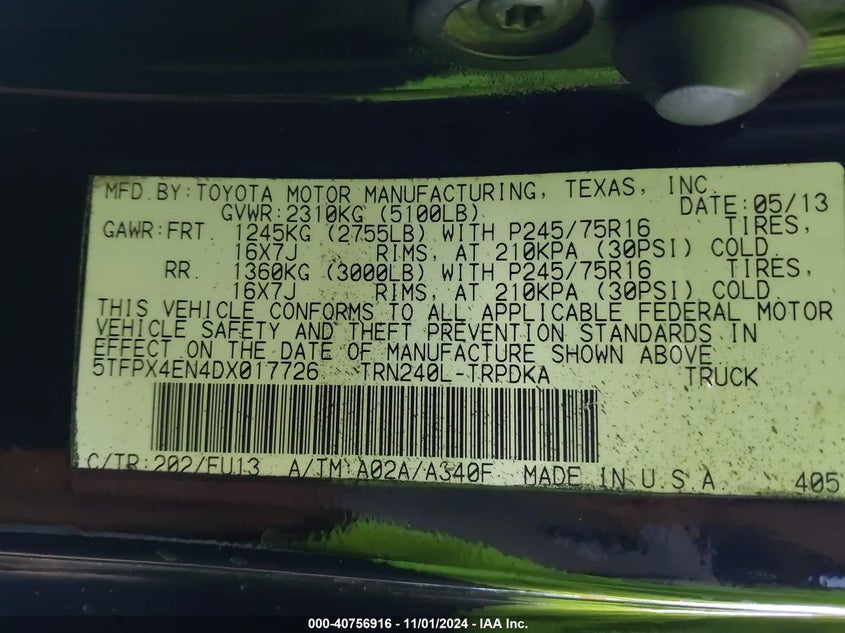 MFD.BY:TOYOTA MOTOR MANUFACTURING, TEXAS, INC.
GVWR:2310KG (5100LB) DATE:05/13
GAWR:FRT 1245KG (2755LB) WITH P245/75R16 TIRES,
16X7J RIMS, AT 210KPA (30PSI) COLD.
RR. 1360KG (3000LB) WITH P245/75R16 TIRES,
16X7J RIMS, AT 210KPA (30PSI) COLD.
THIS VEHICLE CONFORMS TO ALL APPLICABLE FEDERAL MOTOR
VEHICLE SAFETY AND THEFT PREVENTION STANDARDS IN
EFFECT ON THE DATE OF MANUFACTURE SHOWN ABOVE.
5TFPX4EN4DX017726 TRN240L-TRPDKA TRUCK
C/TR:202/FU13 A/TM:A02A/A340F MADE IN U.S.A. 405
000-40756916 - 11/01/2024 - IAA Inc.